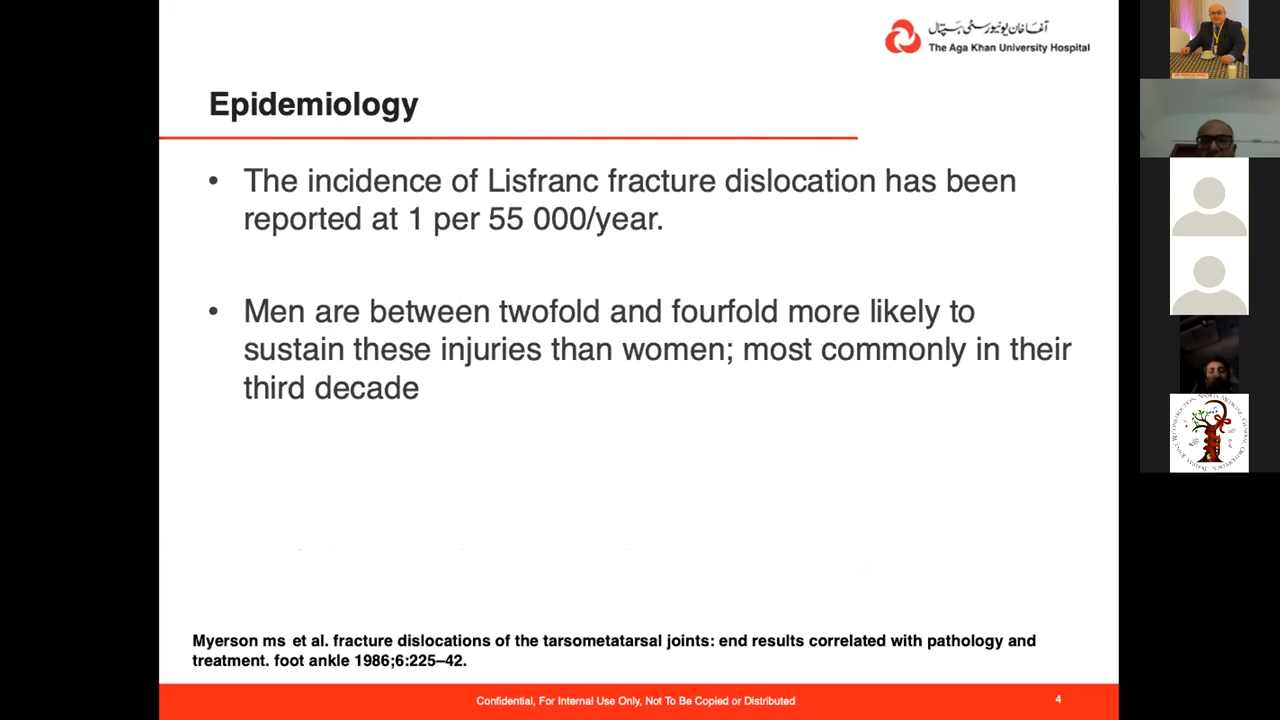 آغا خان یونیورسٹی ہسپتال
The Aga Khan University Hospital
Epidemiology
• The incidence of Lisfranc fracture dislocation has been
reported at 1 per 55 000/year.
• Men are between twofold and fourfold more likely to
sustain these injuries than women; most commonly in their
third decade
Myerson ms et al. fracture dislocations of the tarsometatarsal joints: end results correlated with pathology and
treatment. foot ankle 1986;6:225–42.
Confidential, For Internal Use Only, Not To Be Copied or Distributed
4